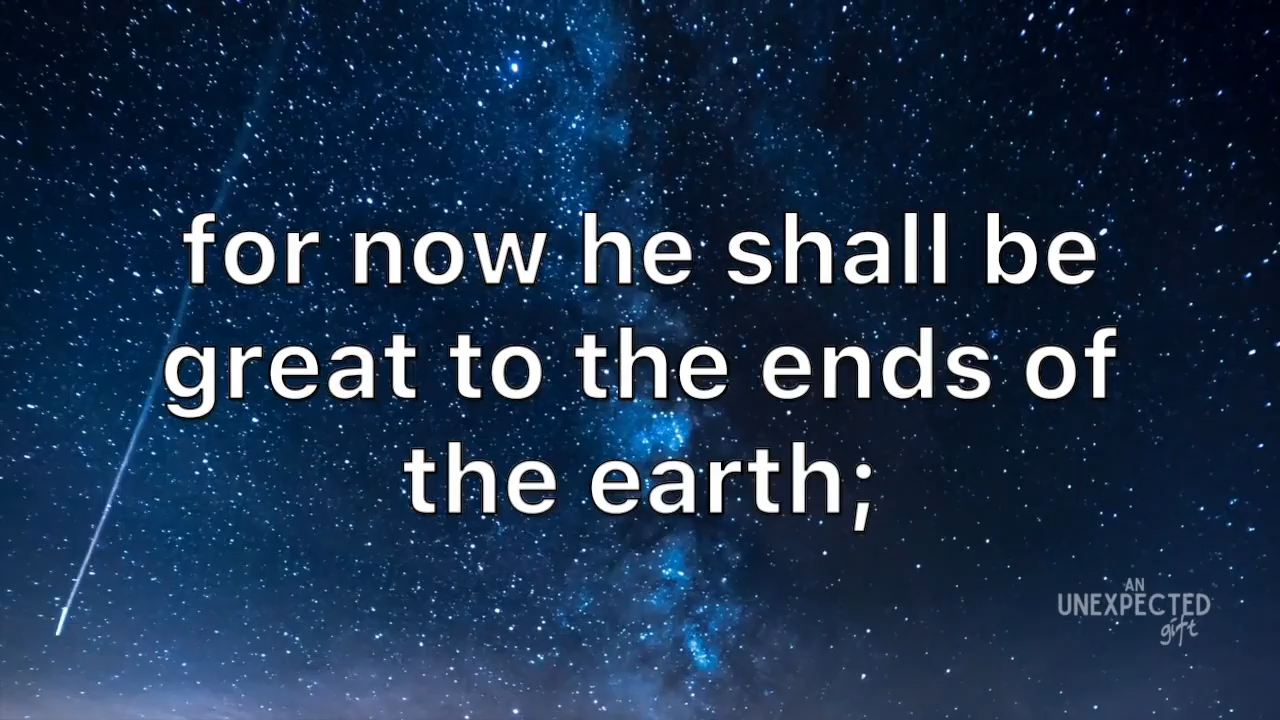 for now he shall be
great to the ends of
the earth;
AN
UNEXPECTED
gift